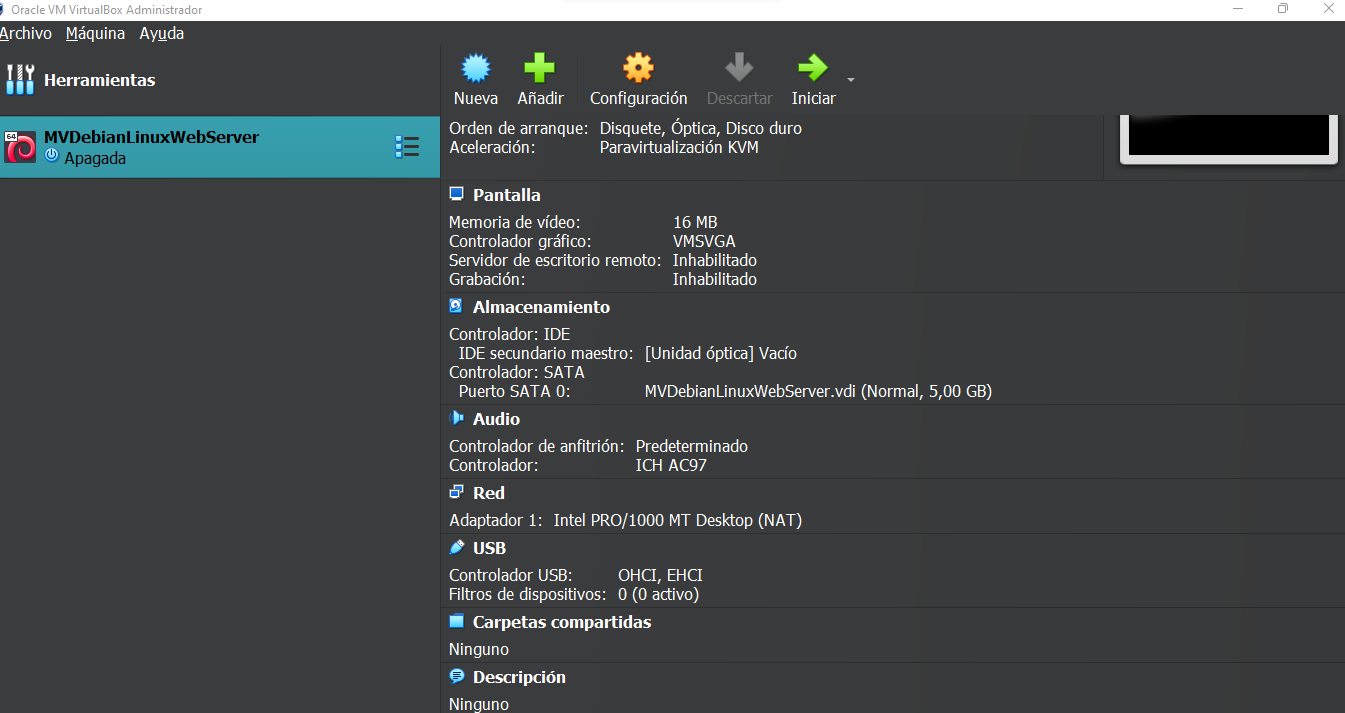 Oracle VM VirtualBox Administrador
Archivo Máquina Ayuda
Herramientas
Nueva Añadir Configuración Descartar Iniciar
64
MVDebianLinuxWebServer
Apagada
Orden de arranque: Disquete, Óptica, Disco duro
Aceleración: Paravirtualización KVM
Pantalla
Memoria de vídeo: 16 MB
Controlador gráfico: VMSVGA
Servidor de escritorio remoto: Inhabilitado
Grabación: Inhabilitado
Almacenamiento
Controlador: IDE
IDE secundario maestro: [Unidad óptica] Vacío
Controlador: SATA
Puerto SATA 0: MVDebianLinuxWebServer.vdi (Normal, 5,00 GB)
Audio
Controlador de anfitrión: Predeterminado
Controlador: ICH AC97
Red
Adaptador 1: Intel PRO/1000 MT Desktop (NAT)
USB
Controlador USB: OHCI, EHCI
Filtros de dispositivos: 0 (0 activo)
Carpetas compartidas
Ninguno
Descripción
Ninguno